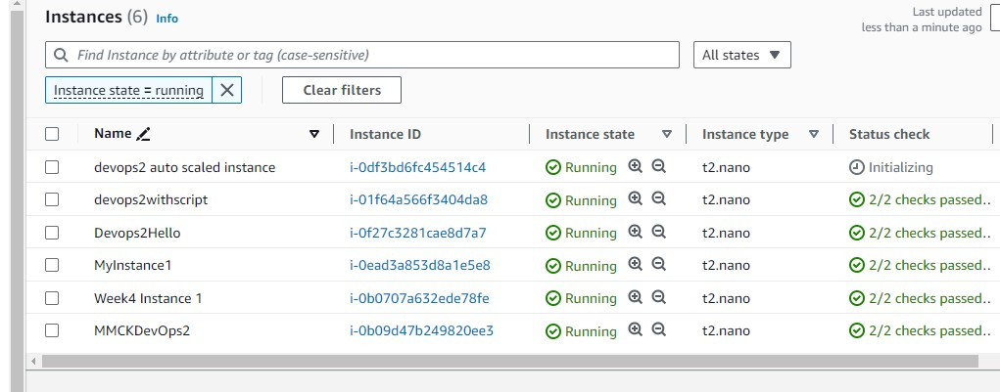 Instances (6) Info
Last updated
less than a minute ago
Find Instance by attribute or tag (case-sensitive)
All states
Instance state = running
Clear filters
Name Instance ID Instance state Instance type Status check
devops2 auto scaled instance i-0df3bd6fc454514c4 Running t2.nano Initializing
devops2withscript i-01f64a566f3404da8 Running t2.nano 2/2 checks passed..
Devops2Hello i-0f27c3281cae8d7a7 Running t2.nano 2/2 checks passed..
MyInstance1 i-0ead3a853d8a1e5e8 Running t2.nano 2/2 checks passed..
Week4 Instance 1 i-0b0707a632ede78fe Running t2.nano 2/2 checks passed..
MMCKDevOps2 i-0b09d47b249820ee3 Running t2.nano 2/2 checks passed..